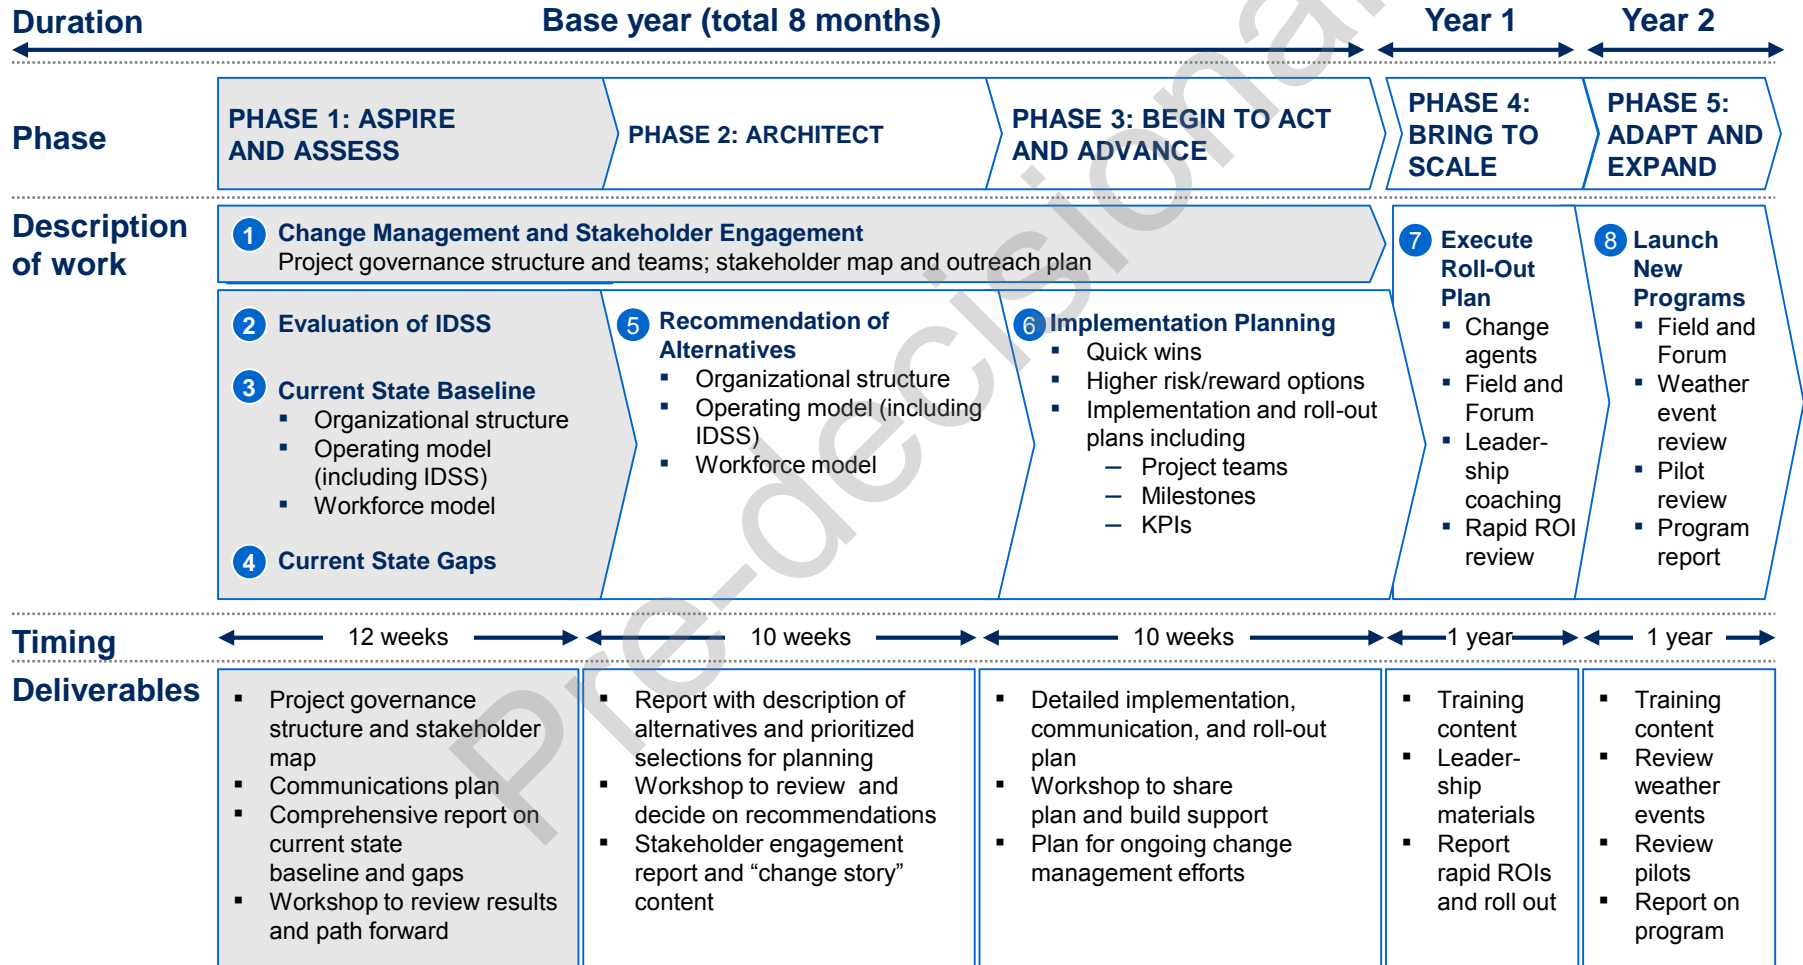 Duration
Base year (total 8 months)
Year 1
Year 2
Phase
PHASE 1: ASPIRE
AND ASSESS
PHASE 2: ARCHITECT
PHASE 3: BEGIN TO ACT
AND ADVANCE
PHASE 4:
BRING TO
SCALE
PHASE 5:
ADAPT AND
EXPAND
Description
of work
1 Change Management and Stakeholder Engagement
Project governance structure and teams; stakeholder map and outreach plan
2 Evaluation of IDSS
3 Current State Baseline
▪ Organizational structure
▪ Operating model
(including IDSS)
▪ Workforce model
4 Current State Gaps
5 Recommendation of
Alternatives
▪ Organizational structure
▪ Operating model (including
IDSS)
▪ Workforce model
6 Implementation Planning
▪ Quick wins
▪ Higher risk/reward options
▪ Implementation and roll-out
plans including
– Project teams
– Milestones
– KPIs
7 Execute
Roll-Out
Plan
▪ Change
agents
▪ Field and
Forum
▪ Leader-
ship
coaching
▪ Rapid ROI
review
8 Launch
New
Programs
▪ Field and
Forum
▪ Weather
event
review
▪ Pilot
review
▪ Program
report
Timing
12 weeks
10 weeks
10 weeks
1 year
1 year
Deliverables
▪ Project governance
structure and stakeholder
map
▪ Communications plan
▪ Comprehensive report on
current state
baseline and gaps
▪ Workshop to review results
and path forward
▪ Report with description of
alternatives and prioritized
selections for planning
▪ Workshop to review and
decide on recommendations
▪ Stakeholder engagement
report and “change story”
content
▪ Detailed implementation,
communication, and roll-out
plan
▪ Workshop to share
plan and build support
▪ Plan for ongoing change
management efforts
▪ Training
content
▪ Leader-
ship
materials
▪ Report
rapid ROIs
and roll out
▪ Training
content
▪ Review
weather
events
▪ Review
pilots
▪ Report on
program
Pre-decisional